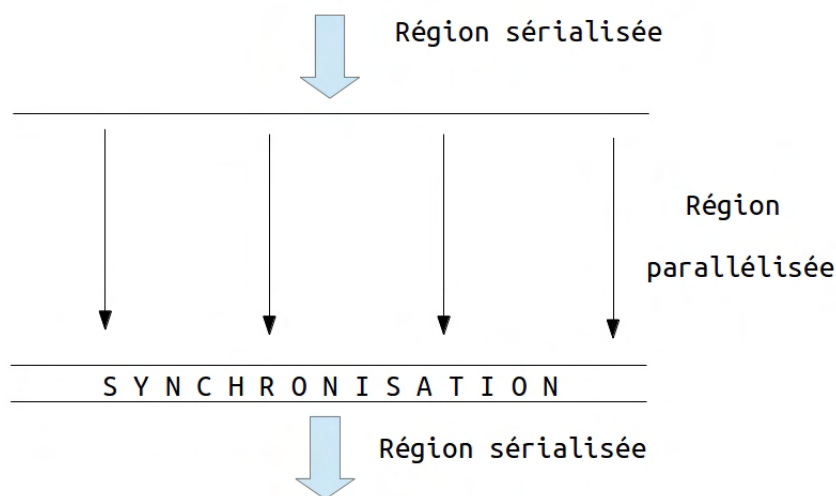 Région sérialisée
Région
parallélisée
S Y N C H R O N I S A T I O N
Région sérialisée